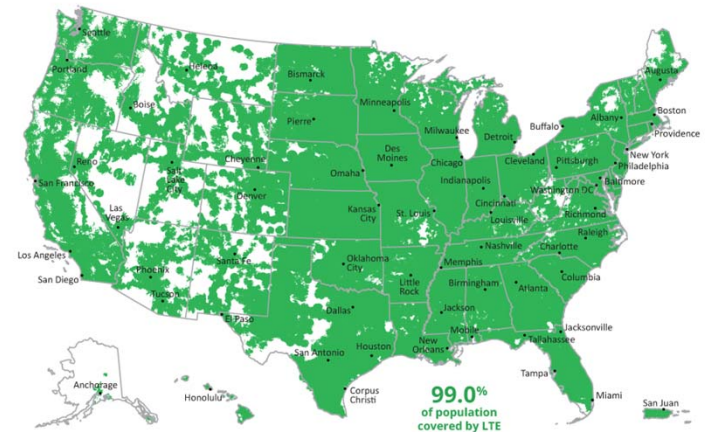 Seattle
Portland
Helena
Boise
Bismarck
Pierre
Minneapolis
Milwaukee
Detroit
Buffalo
Albany
Augusta
Boston
Providence
New York
Philadelphia
Baltimore
Washington DC
Pittsburgh
Cleveland
Chicago
Des
Moines
Omaha
Cheyenne
Denver
Salt
Lake
City
Reno
San Francisco
Las
Vegas
Los Angeles
San Diego
Phoenix
Tucson
Santa Fe
El Paso
Kansas
City
St. Louis
Indianapolis
Cincinnati
Louisville
Richmond
Raleigh
Charlotte
Columbia
Nashville
Memphis
Oklahoma
City
Little
Rock
Birmingham
Atlanta
Jackson
Dallas
Mobile
Jacksonville
Tallahassee
New
Orleans
Houston
San Antonio
Corpus
Christi
Tampa
Miami
San Juan
Anchorage
Honolulu
99.0%
of population
covered by LTE